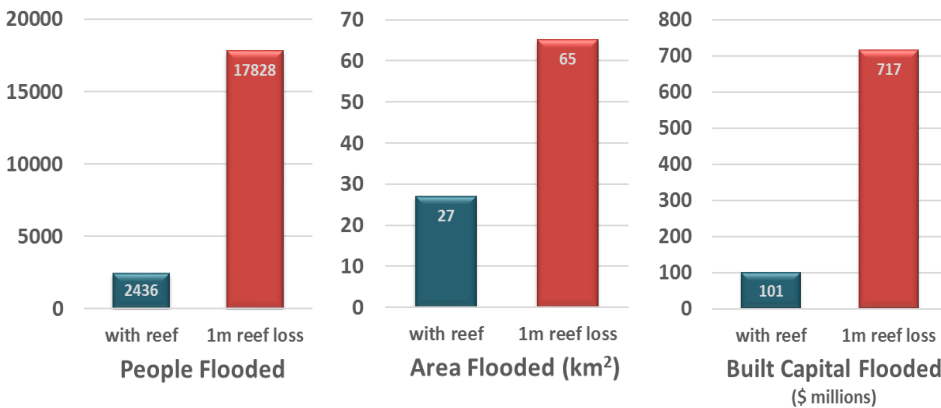 20000
15000
10000
5000
0
17828
2436
with reef
1m reef loss
People Flooded
70
60
50
40
30
20
10
0
65
27
with reef
1m reef loss
Area Flooded (km²)
800
700
600
500
400
300
200
100
0
717
101
with reef
1m reef loss
Built Capital Flooded
($ millions)